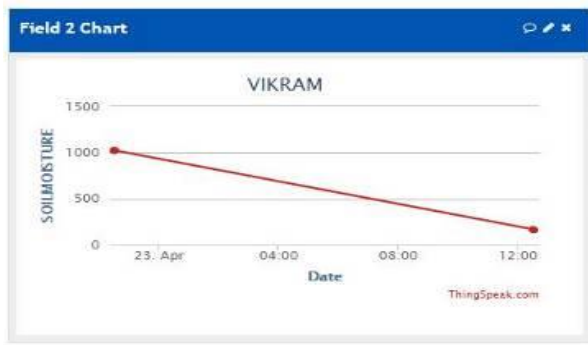 Field 2 Chart
VIKRAM
SOILMOISTURE
1500
1000
500
0
23. Apr 04:00 08:00 12:00
Date
ThingSpeak.com